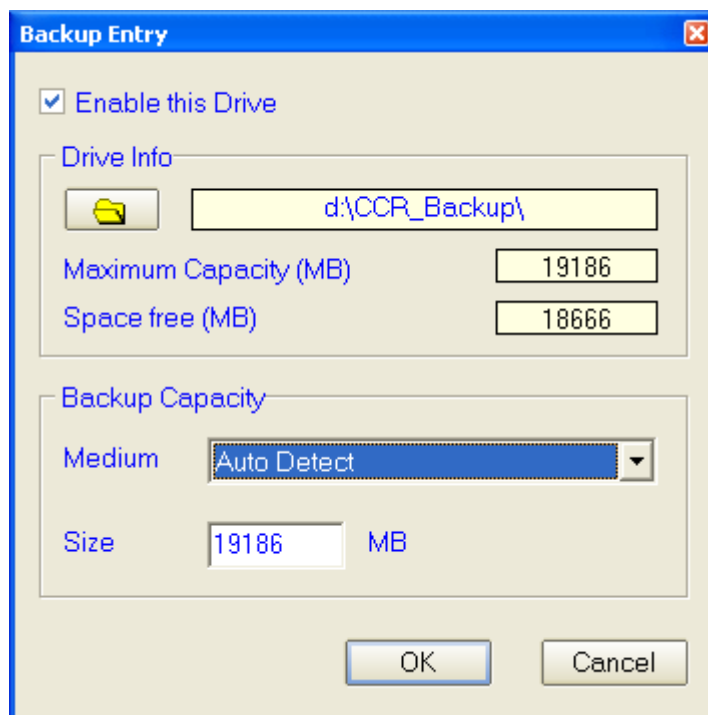 Backup Entry
Enable this Drive
Drive Info
d:\CCR_Backup\
Maximum Capacity (MB) 19186
Space free (MB) 18666
Backup Capacity
Medium Auto Detect
Size 19186 MB
OK Cancel